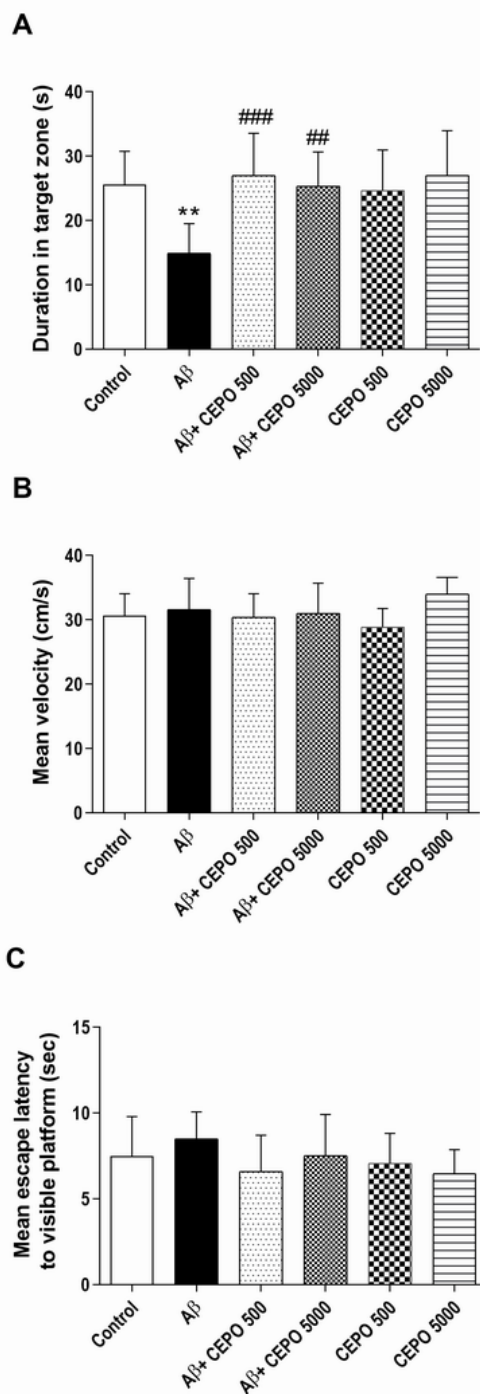 A
Duration in target zone (s)
40
30
20
10
0
**
###
##
Control
Aβ
Aβ+ CEPO 500
Aβ+ CEPO 5000
CEPO 500
CEPO 5000
B
Mean velocity (cm/s)
40
30
20
10
0
Control
Aβ
Aβ+ CEPO 500
Aβ+ CEPO 5000
CEPO 500
CEPO 5000
C
Mean escape latency
to visible platform (sec)
15
10
5
0
Control
Aβ
Aβ+ CEPO 500
Aβ+ CEPO 5000
CEPO 500
CEPO 5000